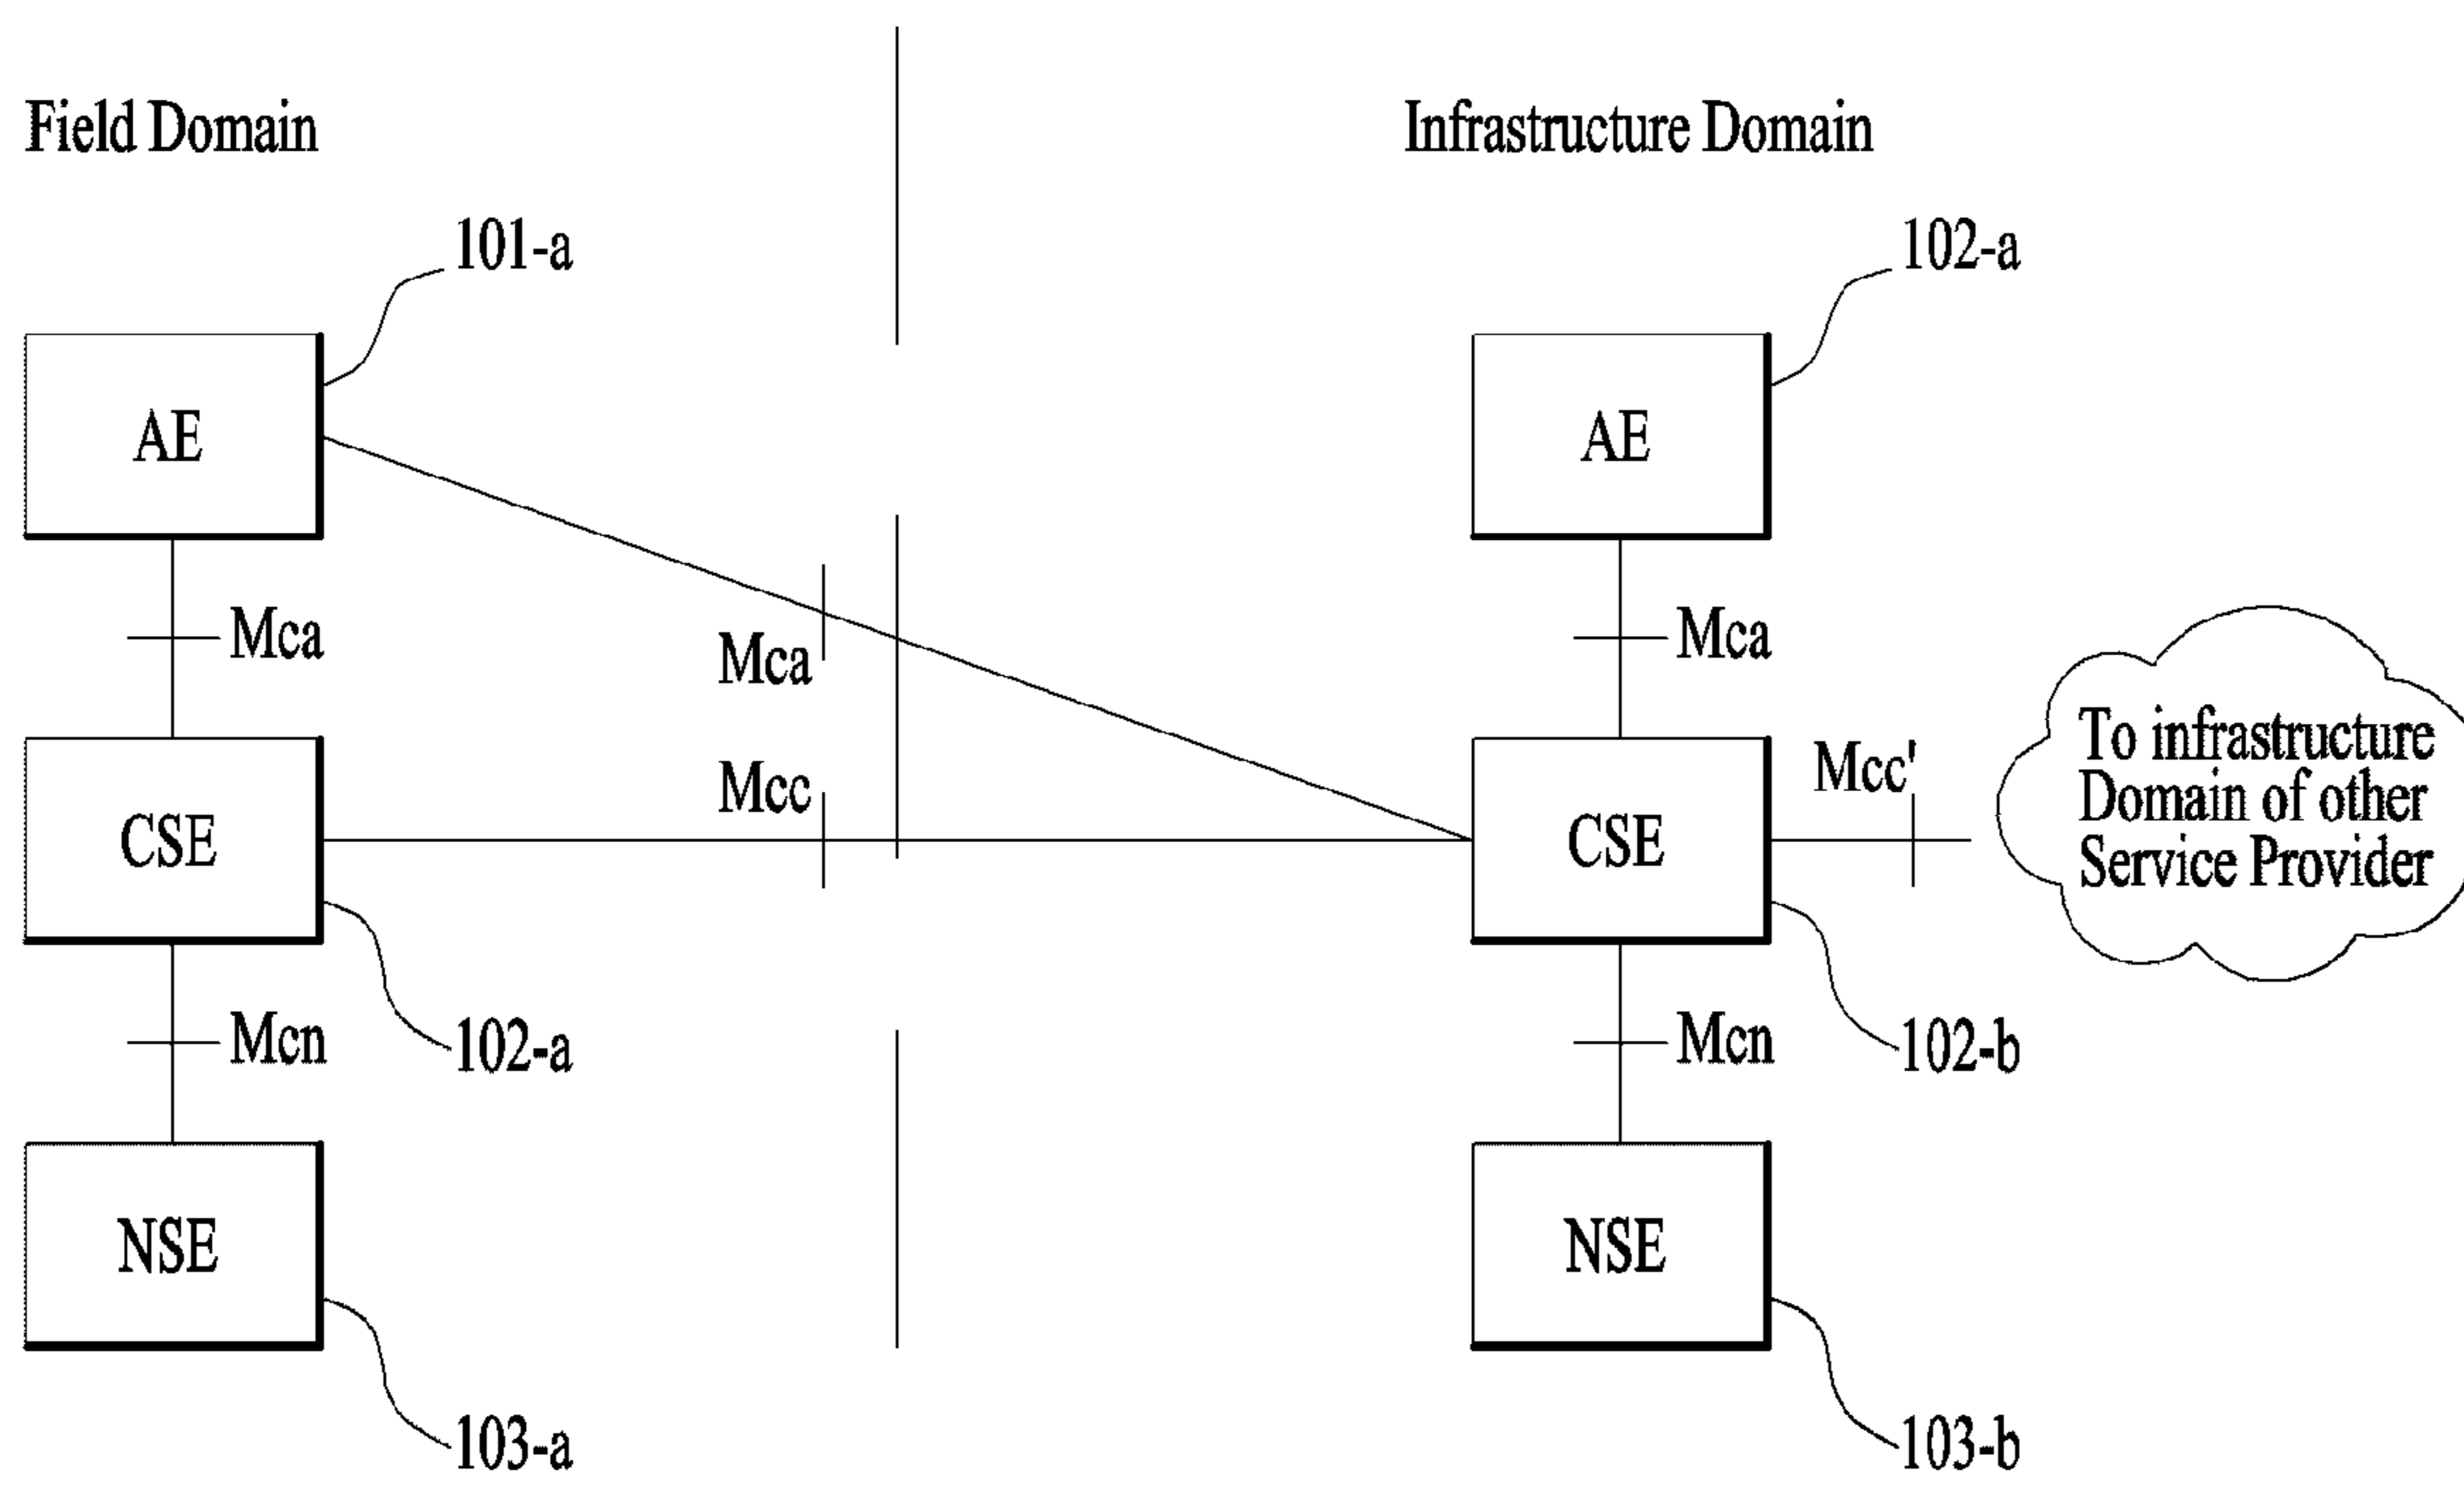 Field Domain
Infrastructure Domain
101-a
102-a
AE
AE
Mca
Mca
Mca
Mcc
Mcc'
CSE
CSE
To infrastructure
Domain of other
Service Provider
102-a
102-b
Mcn
Mcn
NSE
NSE
103-a
103-b